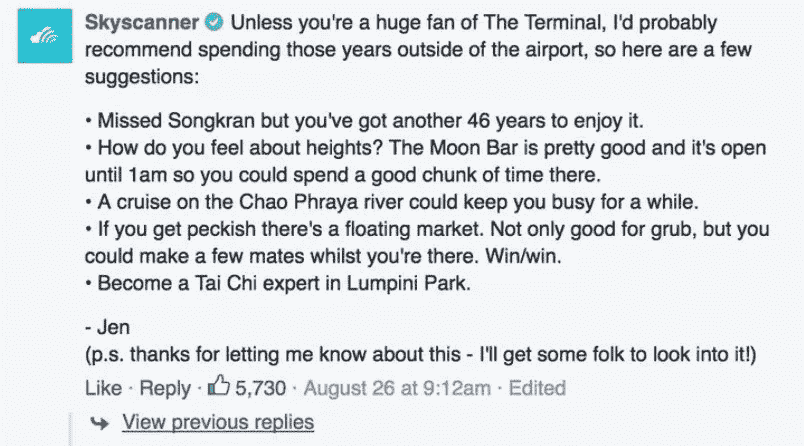 Skyscanner Unless you're a huge fan of The Terminal, I'd probably
recommend spending those years outside of the airport, so here are a few
suggestions:
• Missed Songkran but you've got another 46 years to enjoy it.
• How do you feel about heights? The Moon Bar is pretty good and it's open
until 1am so you could spend a good chunk of time there.
• A cruise on the Chao Phraya river could keep you busy for a while.
• If you get peckish there's a floating market. Not only good for grub, but you
could make a few mates whilst you're there. Win/win.
• Become a Tai Chi expert in Lumpini Park.
- Jen
(p.s. thanks for letting me know about this - I'll get some folk to look into it!)
Like · Reply · 5,730 · August 26 at 9:12am · Edited
View previous replies